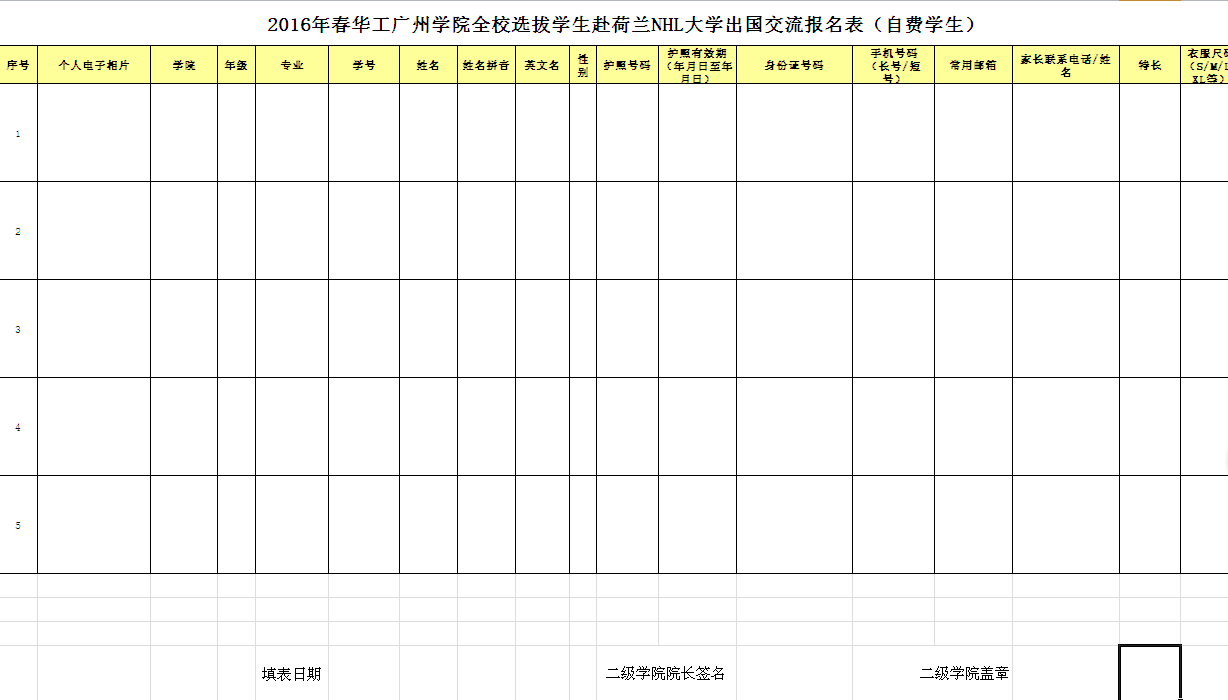 2016年春华工广州学院全校选拔学生赴荷兰NHL大学出国交流报名表（自费学生）
序号 个人电子相片 学院 年级 专业 学号 姓名 姓名拼音 英文名 性别 护照号码 护照有效期（年月日至年月日） 身份证号码 手机号码（长号/短号） 常用邮箱 家长联系电话/姓名 特长 衣服尺码（S/M/L XL等）
1
2
3
4
5
填表日期 二级学院院长签名 二级学院盖章